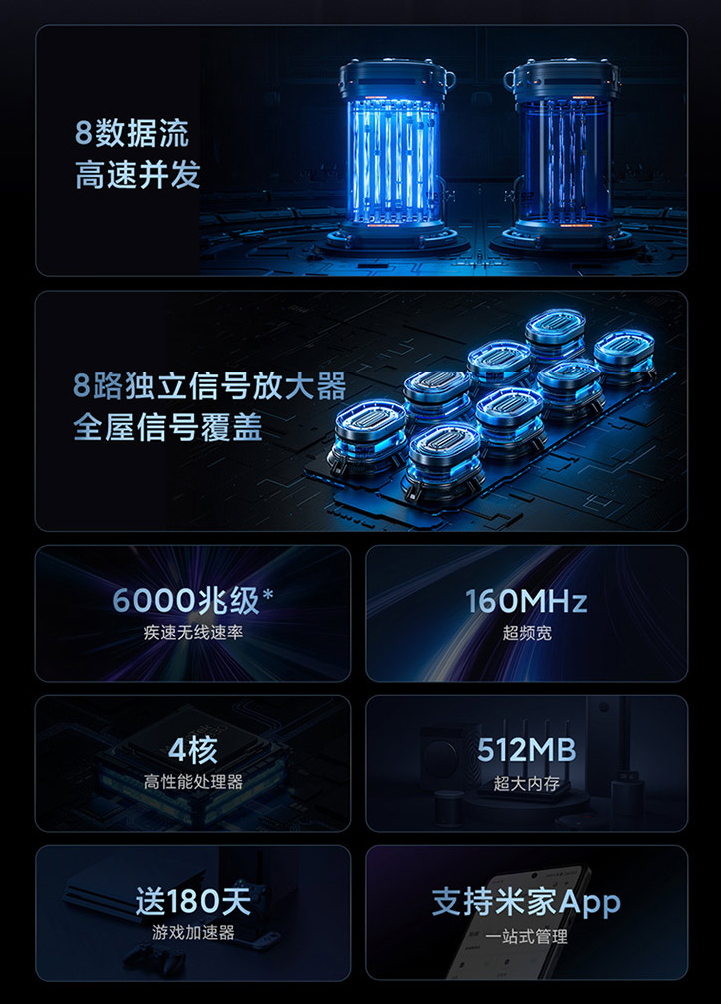 8数据流
高速并发
8路独立信号放大器
全屋信号覆盖
6000兆级*
疾速无线速率
160MHz
超频宽
4核
高性能处理器
512MB
超大内存
送180天
游戏加速器
支持米家App
一站式管理